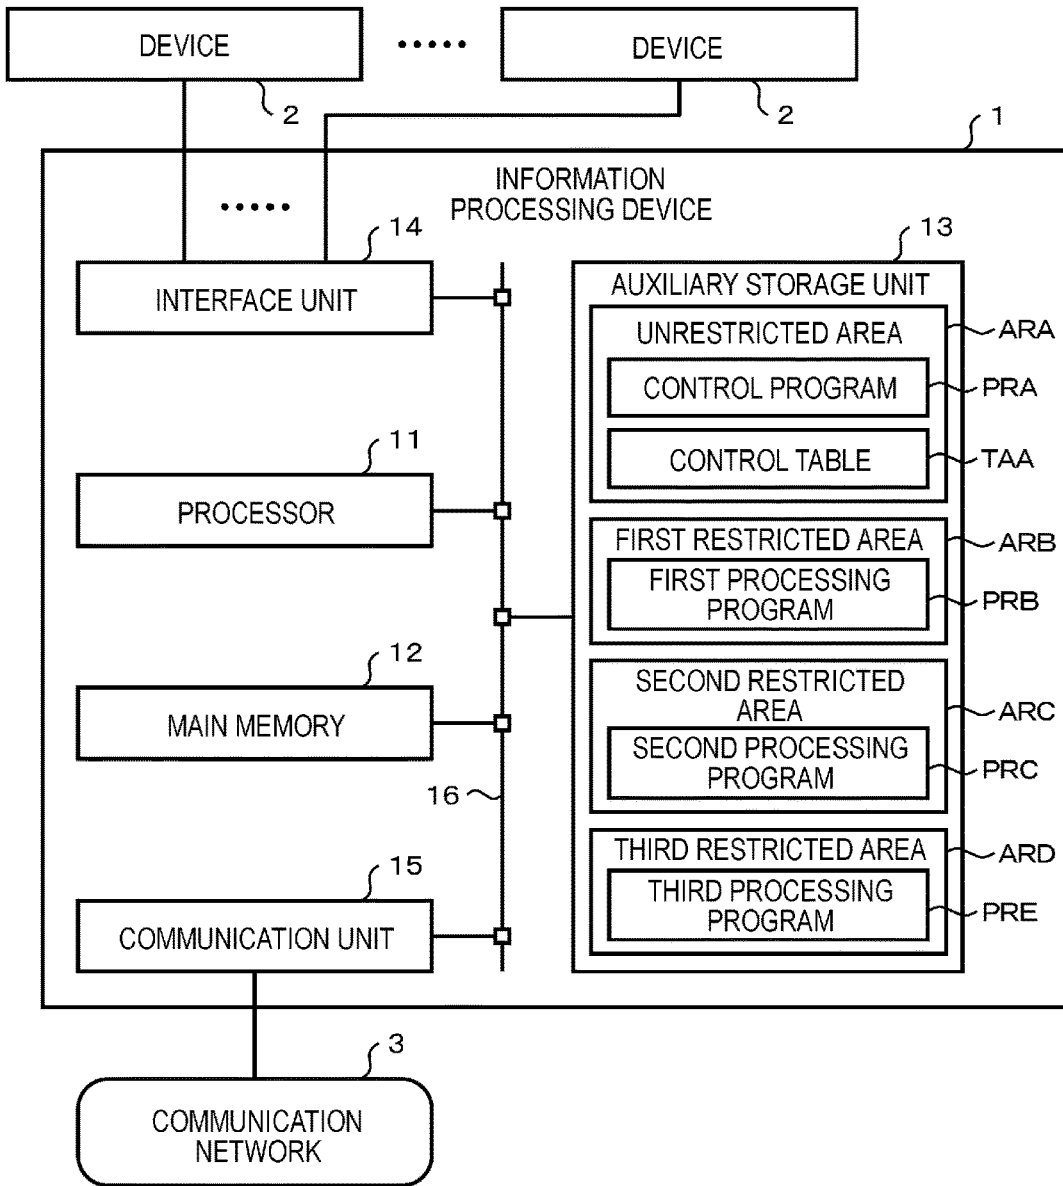 DEVICE
DEVICE
2
2
1
INFORMATION
PROCESSING DEVICE
14
INTERFACE UNIT
11
PROCESSOR
12
MAIN MEMORY
16
15
COMMUNICATION UNIT
13
AUXILIARY STORAGE UNIT
UNRESTRICTED AREA
ARA
CONTROL PROGRAM
PRA
CONTROL TABLE
TAA
FIRST RESTRICTED AREA
ARB
FIRST PROCESSING
PROGRAM
PRB
SECOND RESTRICTED
AREA
ARC
SECOND PROCESSING
PROGRAM
PRC
THIRD RESTRICTED AREA
ARD
THIRD PROCESSING
PROGRAM
PRE
3
COMMUNICATION
NETWORK